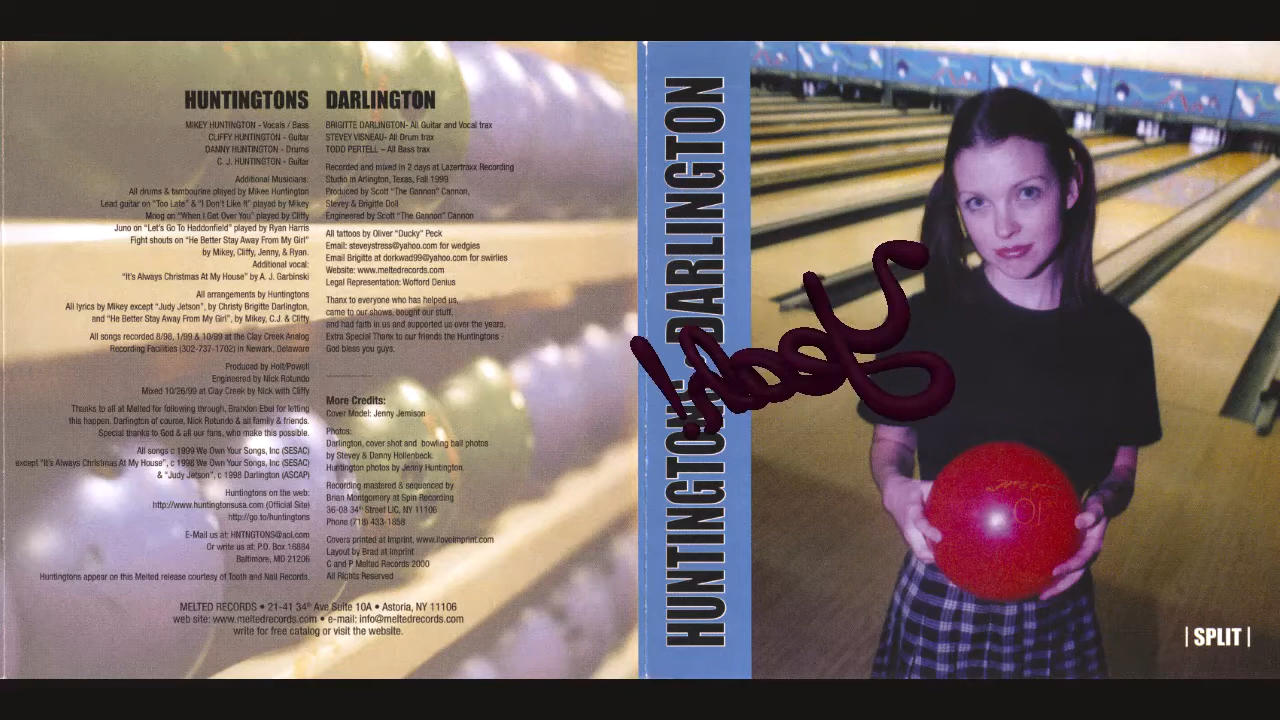 HUNTINGTONS
MIKEY HUNTINGTON - Vocals / Bass
CLIFFY HUNTINGTON - Guitar
DANNY HUNTINGTON - Drums
C. J. HUNTINGTON - Guitar
Additional Musicians:
All drums & tambourine played by Mikee Huntington
Lead guitar on "Too Late" & "I Don't Like It" played by Mikey
Moog on "When I Get Over You" played by Cliffy
Juno on "Let's Go To Haddonfield" played by Ryan Harris
Fight shouts on "He Better Stay Away From My Girl"
by Mikey, Cliffy, Jenny, & Ryan.
Additional vocal:
"It's Always Christmas At My House" by A. J. Garbinski
All arrangements by Huntingtons
All lyrics by Mikey except "Judy Jetson", by Christy Brigitte Darlington,
and "He Better Stay Away From My Girl", by Mikey, C.J. & Cliffy
All songs recorded 8/98, 1/99 & 10/99 at the Clay Creek Analog
Recording Facilities (302-737-1702) in Newark, Delaware
Produced by Holt/Powell
Engineered by Nick Rotundo
Mixed 10/26/99 at Clay Creek by Nick with Cliffy
Thanks to all at Melted for following through, Brandon Ebel for letting
this happen, Darlington of course, Nick Rotundo & all family & friends.
Special thanks to God & all our fans, who make this possible.
All songs c 1999 We Own Your Songs, Inc (SESAC)
except "It's Always Christmas At My House", c 1998 We Own Your Songs, Inc (SESAC)
& "Judy Jetson", c 1998 Darlington (ASCAP)
Huntingtons on the web:
http://www.huntingtonsusa.com (Official Site)
http://go.to/huntingtons
E-Mail us at: HNTNGTONS@aol.com
Or write us at: P.O. Box 16884
Baltimore, MD 21206
Huntingtons appear on this Melted release courtesy of Tooth and Nail Records.
DARLINGTON
BRIGITTE DARLINGTON- All Guitar and Vocal trax
STEVEY VISNEAU- All Drum trax
TODD PERTELL – All Bass trax
Recorded and mixed in 2 days at Lazertraxx Recording
Studio in Arlington, Texas, Fall 1999
Produced by Scott "The Gannon" Cannon,
Stevey & Brigitte Doll
Engineered by Scott "The Gannon" Cannon
All tattoos by Oliver "Ducky" Peck
Email: steveystress@yahoo.com for wedgies
Email Brigitte at dorkwad99@yahoo.com for swirlies
Website: www.meltedrecords.com
Legal Representation: Wofford Denius
Thanx to everyone who has helped us,
came to our shows, bought our stuff,
and had faith in us and supported us over the years.
Extra Special Thanx to our friends the Huntingtons -
God bless you guys.
More Credits:
Cover Model: Jenny Jemison
Photos:
Darlington, cover shot and bowling ball photos
by Stevey & Danny Hollenbeck.
Huntington photos by Jenny Huntington.
Recording mastered & sequenced by
Brian Montgomery at Spin Recording
36-08 34th Street LIC, NY 11106
Phone (718) 433-1858
Covers printed at Imprint, www.iloveimprint.com
Layout by Brad at Imprint
C and P Melted Records 2000
All Rights Reserved
MELTED RECORDS • 21-41 34th Ave Suite 10A • Astoria, NY 11106
web site: www.meltedrecords.com • e-mail: info@meltedrecords.com
write for free catalog or visit the website.
DARLINGTON
10
| SPLIT |